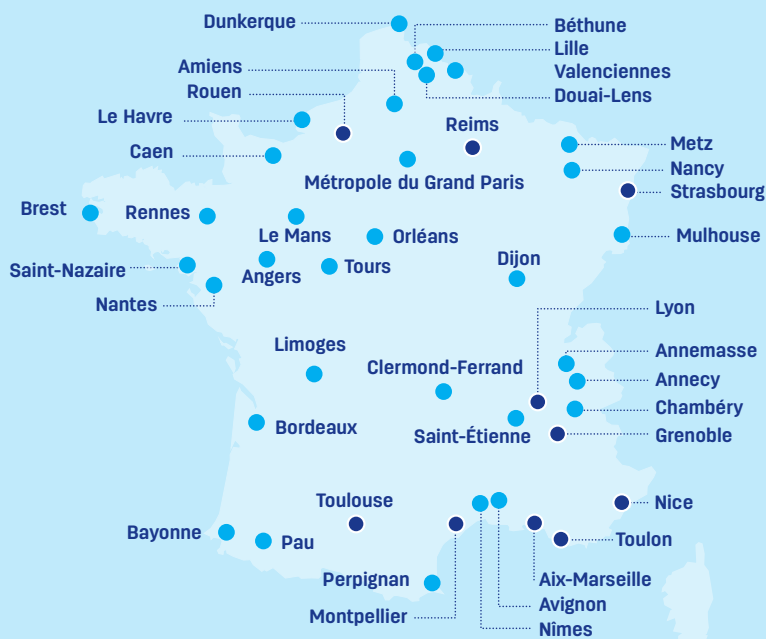 Dunkerque
Béthune
Lille
Valenciennes
Douai-Lens
Amiens
Rouen
Le Havre
Caen
Reims
Métropole du Grand Paris
Metz
Nancy
Strasbourg
Mulhouse
Brest
Rennes
Le Mans
Orléans
Saint-Nazaire
Angers
Tours
Dijon
Nantes
Lyon
Limoges
Clermond-Ferrand
Annemasse
Annecy
Chambéry
Grenoble
Bordeaux
Saint-Étienne
Toulouse
Nice
Bayonne
Pau
Toulon
Perpignan
Aix-Marseille
Montpellier
Avignon
Nîmes